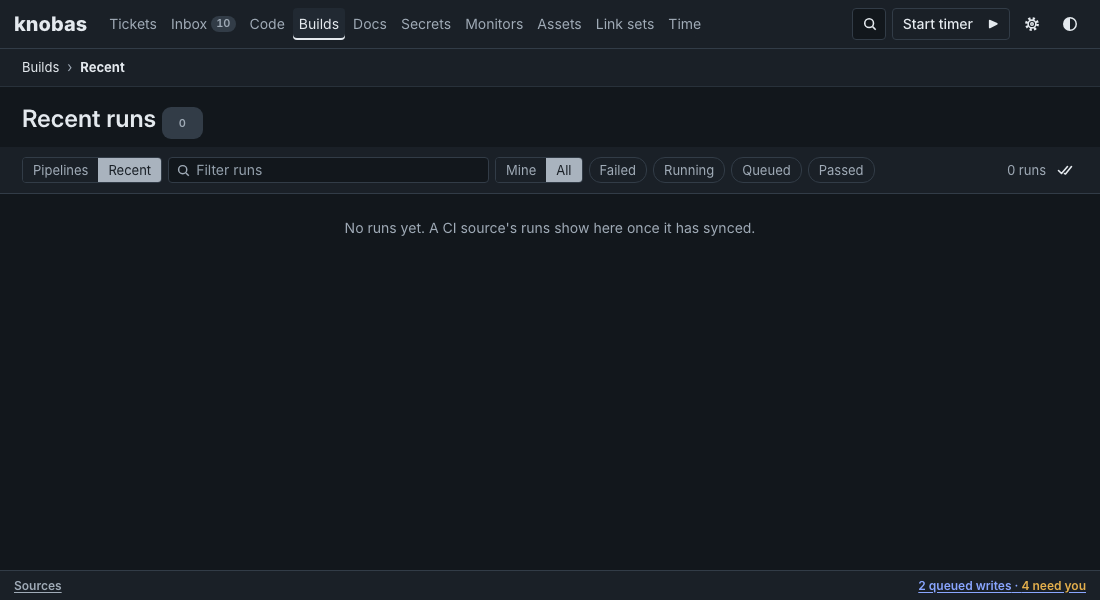 knobas Tickets Inbox 10 Code Builds Docs Secrets Monitors Assets Link sets Time Start timer
Builds › Recent
Recent runs 0
Pipelines Recent Filter runs Mine All Failed Running Queued Passed 0 runs
No runs yet. A CI source's runs show here once it has synced.
Sources 2 queued writes · 4 need you